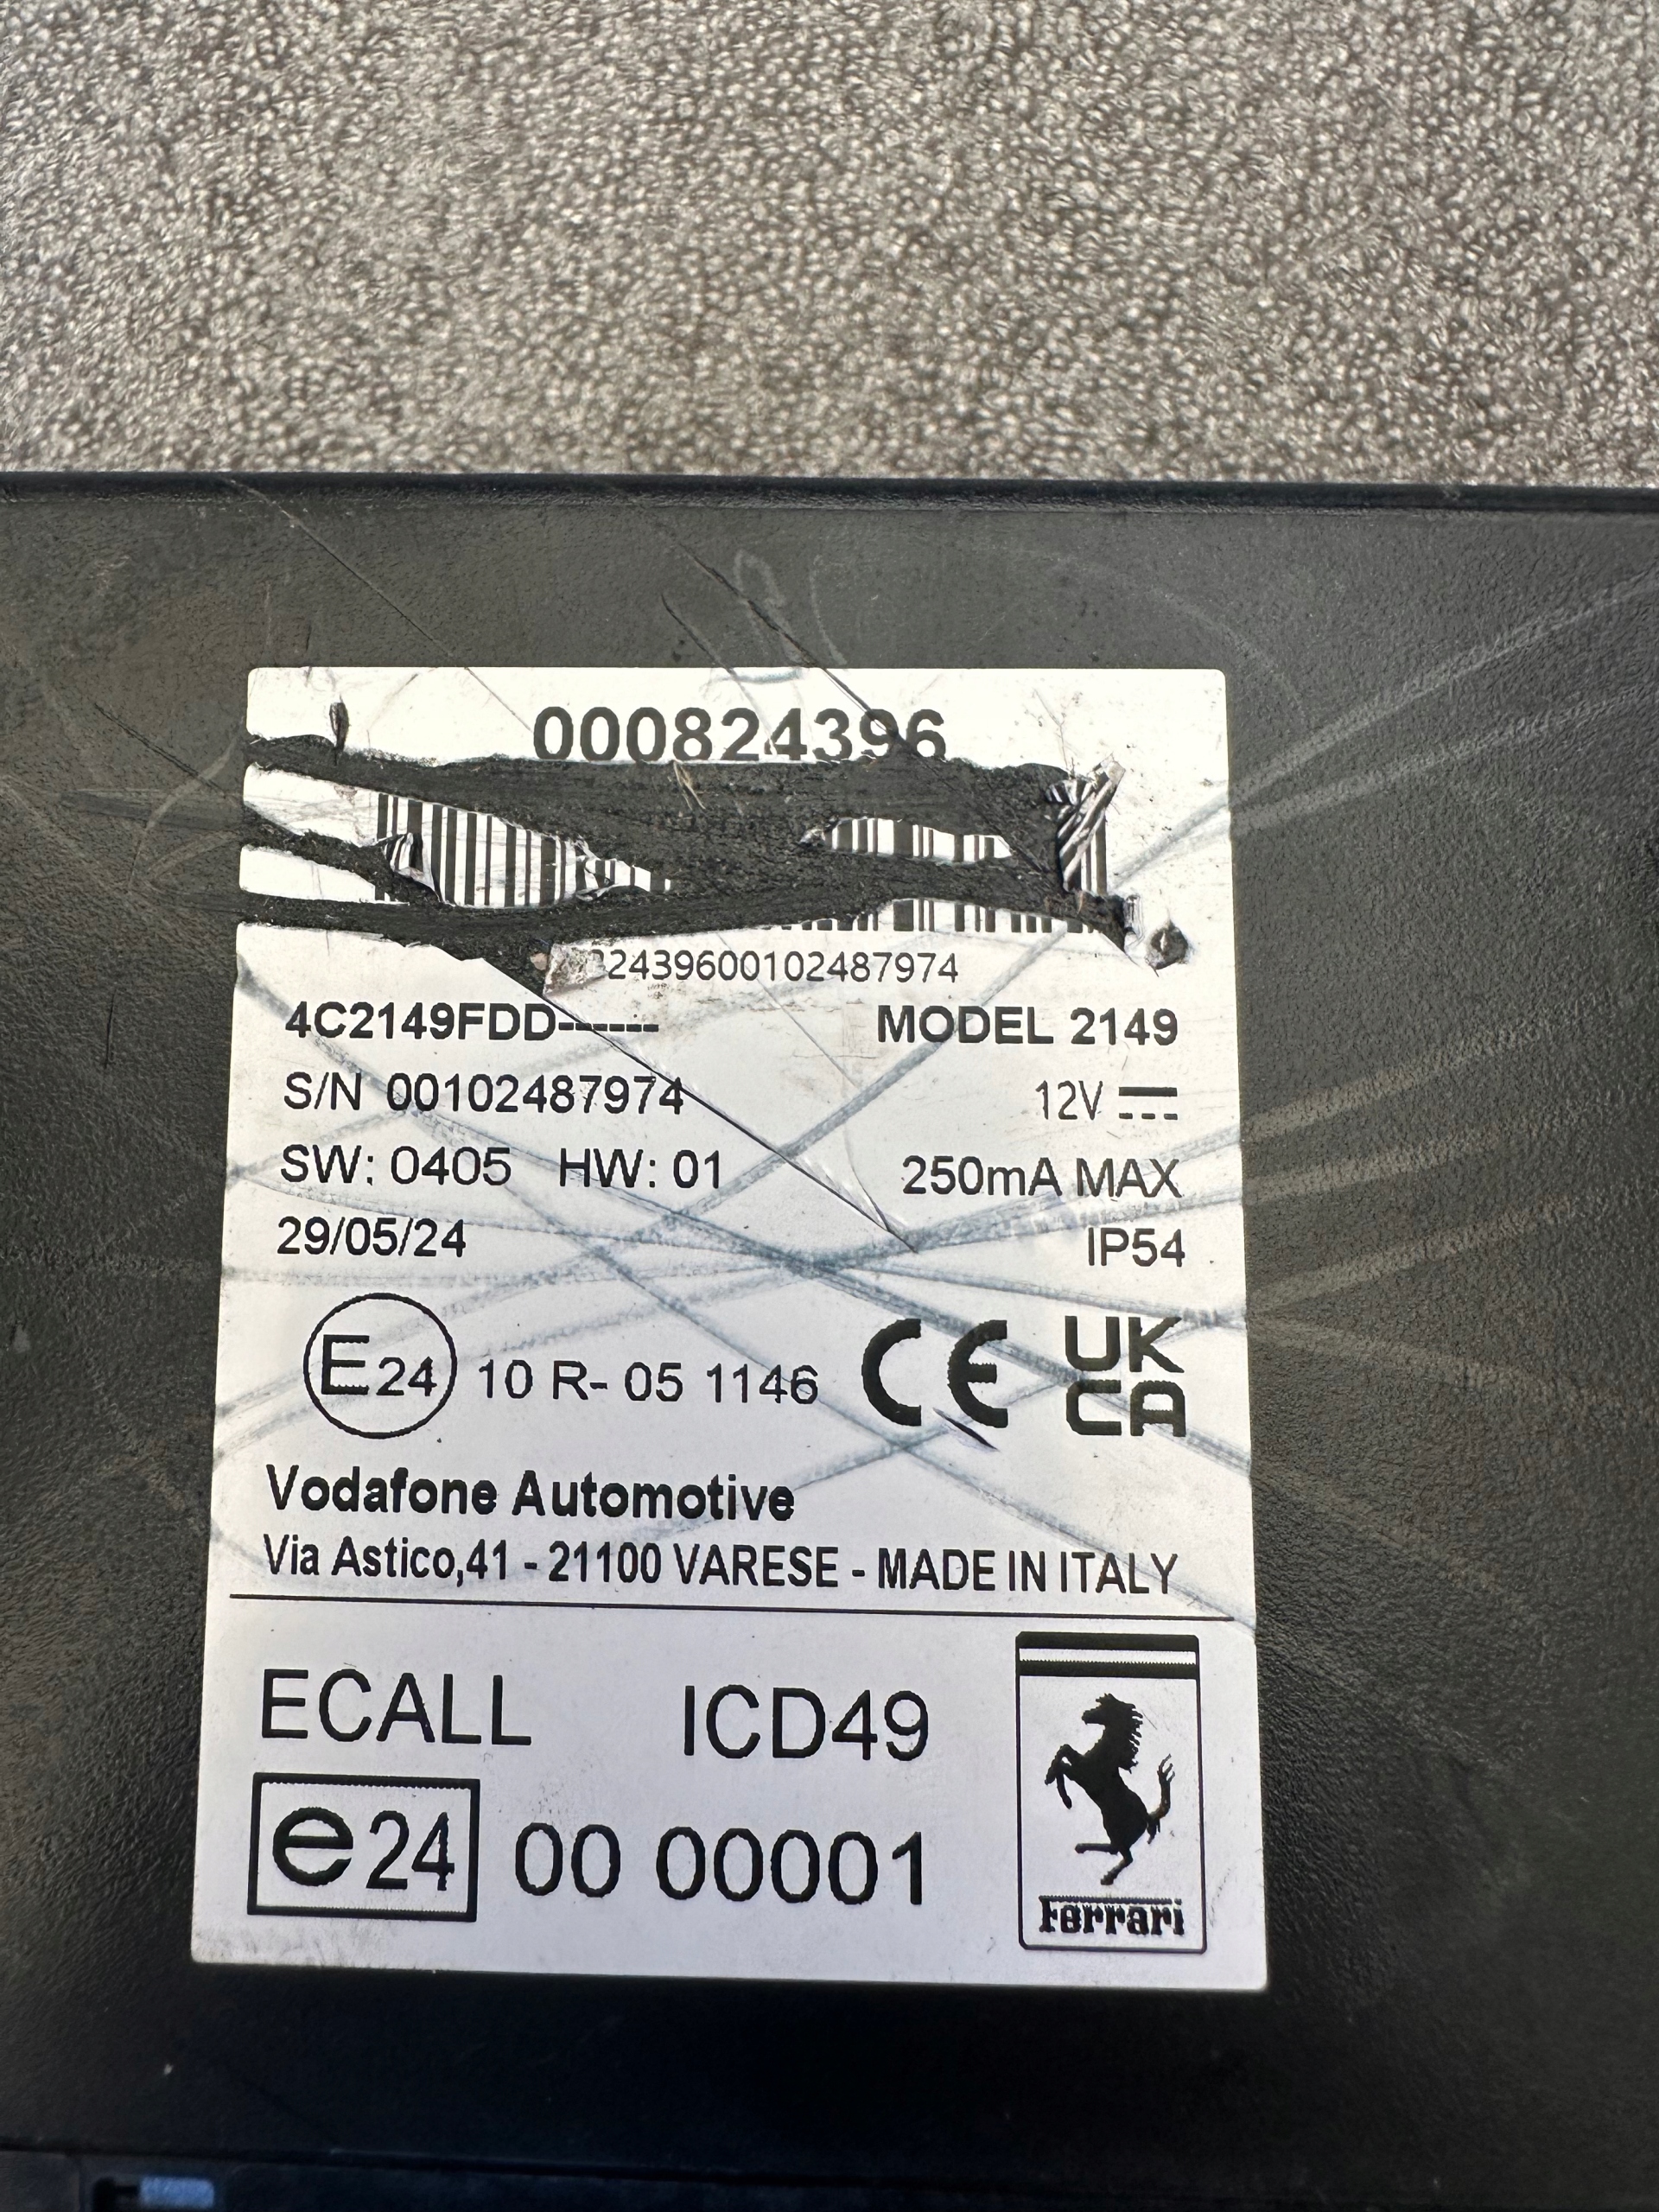 000824396
2439600102487974
4C2149FDD------ MODEL 2149
S/N 00102487974 12V
SW: 0405 HW: 01 250mA MAX
29/05/24 IP54
E24 10 R- 05 1146 CE UK CA
Vodafone Automotive
Via Astico,41 - 21100 VARESE - MADE IN ITALY
ECALL ICD49
e24 00 00001
Ferrari